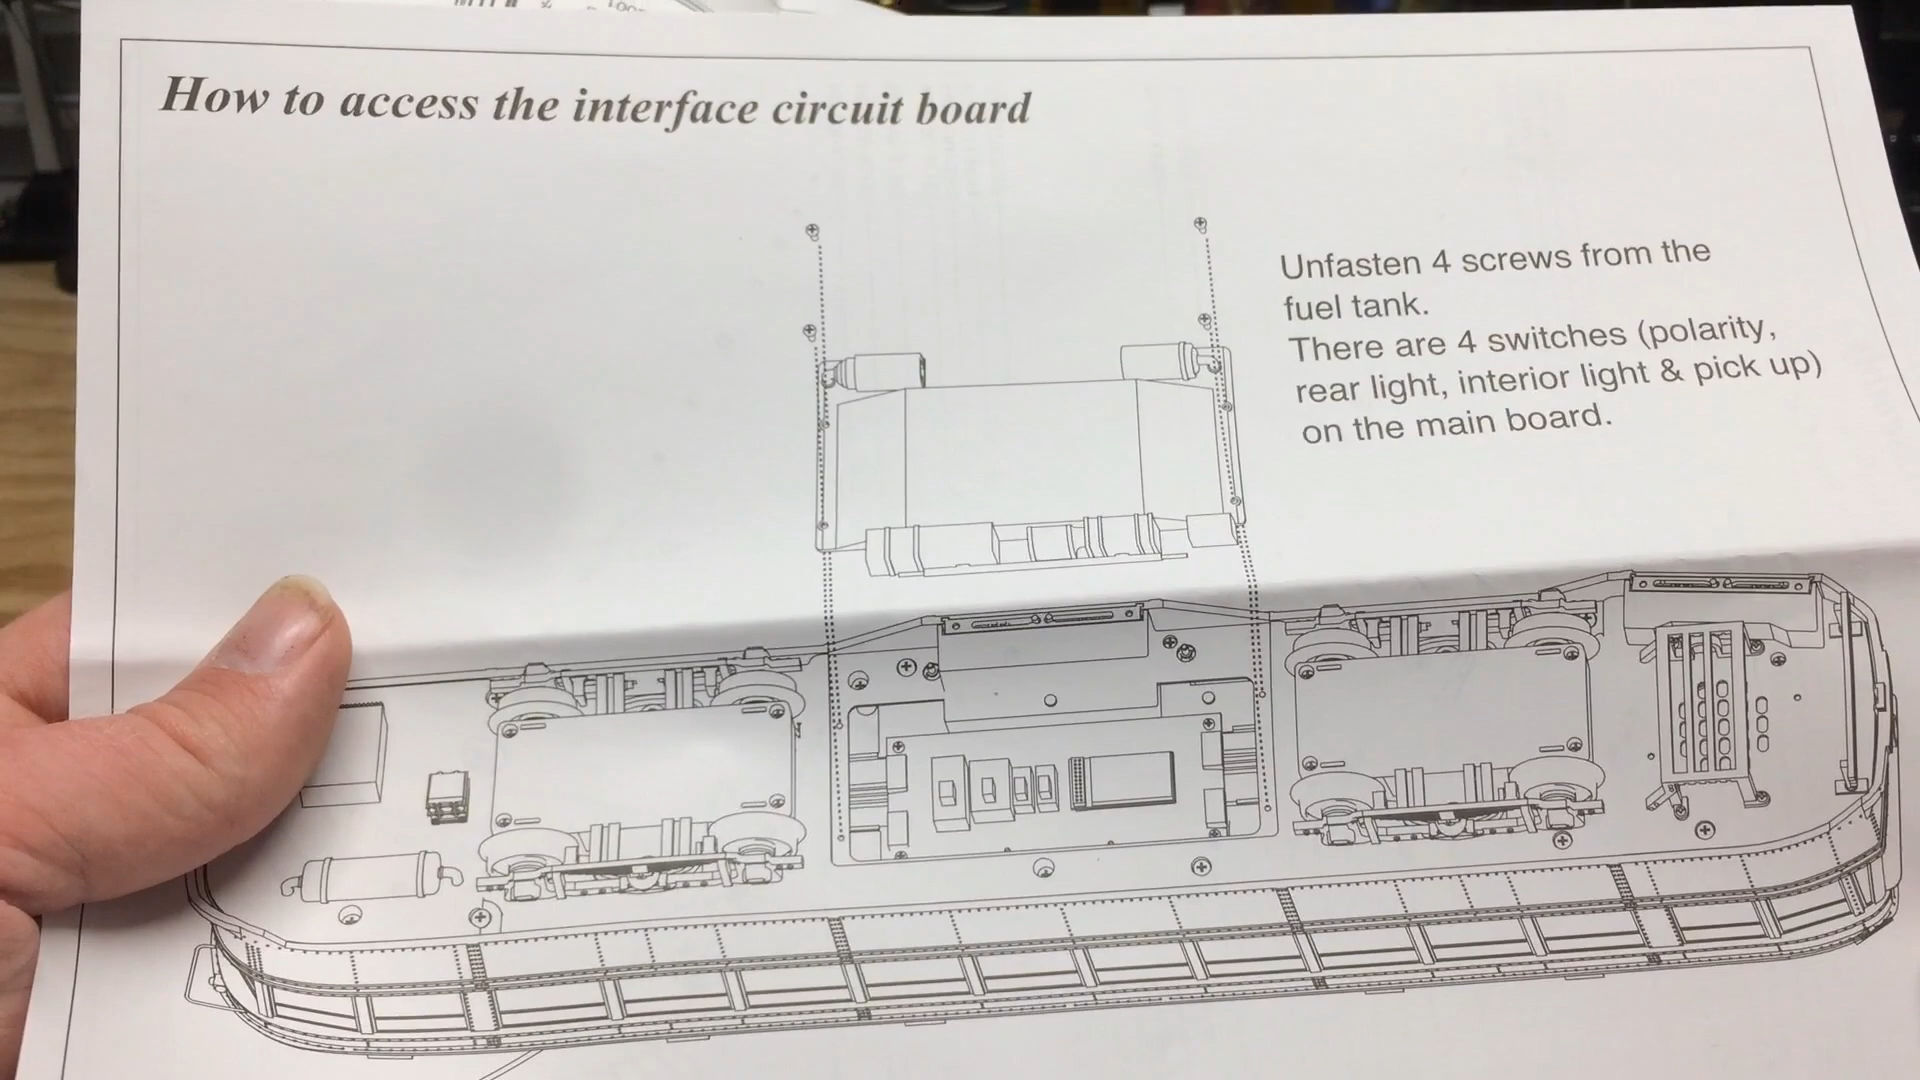 How to access the interface circuit board
Unfasten 4 screws from the
fuel tank.
There are 4 switches (polarity,
rear light, interior light & pick up)
on the main board.